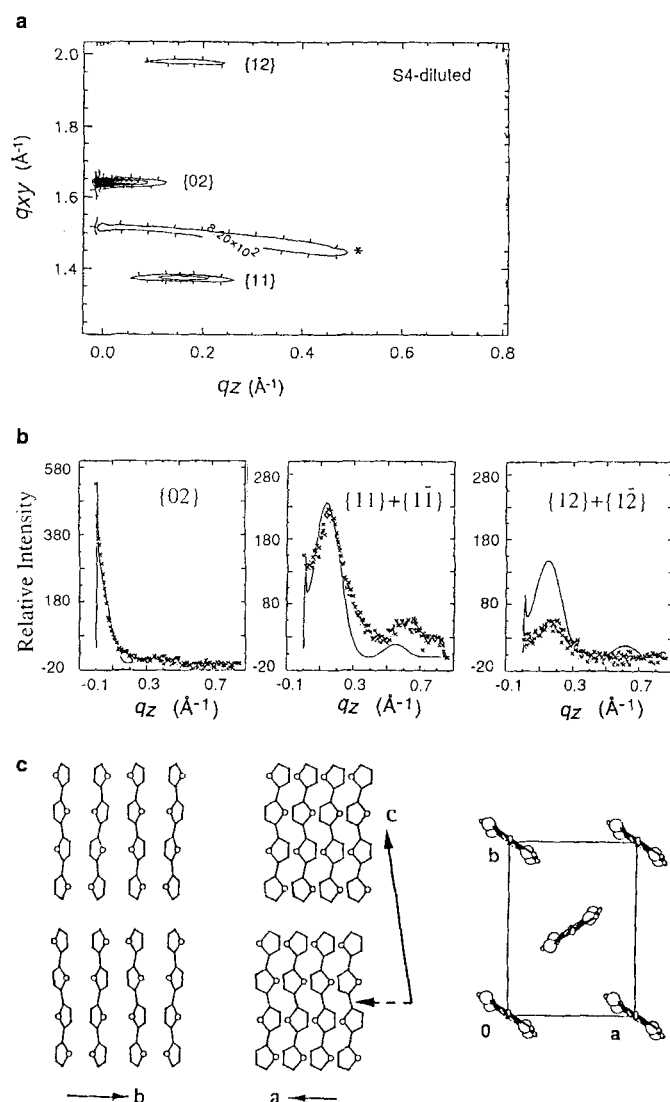 a
S4-diluted
{12}
{02}
8.20×10²
*
{11}
2.0
1.8
1.6
1.4
qxy (Å⁻¹)
0.0 0.2 0.4 0.6 0.8
qz (Å⁻¹)
b
Relative Intensity
580
480
380
280
180
80
-20
{02}
-0.1 0.3 0.7
qz (Å⁻¹)
280
180
80
-20
{11}+{11̄}
-0.1 0.3 0.7
qz (Å⁻¹)
280
180
80
-20
{12}+{12̄}
-0.1 0.3 0.7
qz (Å⁻¹)
c
b
c
a
b
0
a